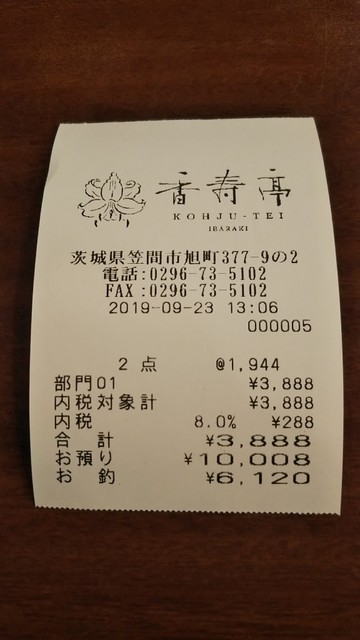 香寿亭
KOHJU-TEI
IBARAKI
茨城県笠間市旭町377-9の2
電話:0296-73-5102
FAX:0296-73-5102
2019-09-23 13:06
000005
2点 @1,944
部門01 ¥3,888
内税対象計 ¥3,888
内税 8.0% ¥288
合 計 ¥3,888
お預り ¥10,008
お 釣 ¥6,120